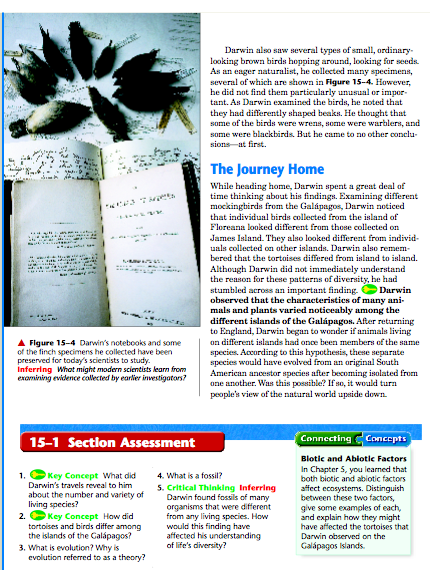 Darwin also saw several types of small, ordinary-
looking brown birds hopping around, looking for seeds.
As an eager naturalist, he collected many specimens,
several of which are shown in Figure 15–4. However,
he did not find them particularly unusual or impor-
tant. As Darwin examined the birds, he noted that
they had differently shaped beaks. He thought that
some of the birds were wrens, some were warblers, and
some were blackbirds. But he came to no other conclu-
sions—at first.
The Journey Home
While heading home, Darwin spent a great deal of
time thinking about his findings. Examining different
mockingbirds from the Galápagos, Darwin noticed
that individual birds collected from the island of
Floreana looked different from those collected on
James Island. They also looked different from individ-
uals collected on other islands. Darwin also remem-
bered that the tortoises differed from island to island.
Although Darwin did not immediately understand
the reason for these patterns of diversity, he had
stumbled across an important finding. Darwin
observed that the characteristics of many ani-
mals and plants varied noticeably among the
different islands of the Galápagos. After returning
to England, Darwin began to wonder if animals living
on different islands had once been members of the same
species. According to this hypothesis, these separate
species would have evolved from an original South
American ancestor species after becoming isolated from
one another. Was this possible? If so, it would turn
people's view of the natural world upside down.
▲ Figure 15–4 Darwin's notebooks and some
of the finch specimens he collected have been
preserved for today's scientists to study.
Inferring What might modern scientists learn from
examining evidence collected by earlier investigators?
15–1 Section Assessment
1. Key Concept What did
Darwin's travels reveal to him
about the number and variety of
living species?
2. Key Concept How did
tortoises and birds differ among
the islands of the Galápagos?
3. What is evolution? Why is
evolution referred to as a theory?
4. What is a fossil?
5. Critical Thinking Inferring
Darwin found fossils of many
organisms that were different
from any living species. How
would this finding have
affected his understanding
of life's diversity?
Connecting Concepts
Biotic and Abiotic Factors
In Chapter 5, you learned that
both biotic and abiotic factors
affect ecosystems. Distinguish
between these two factors,
give some examples of each,
and explain how they might
have affected the tortoises that
Darwin observed on the
Galápagos Islands.